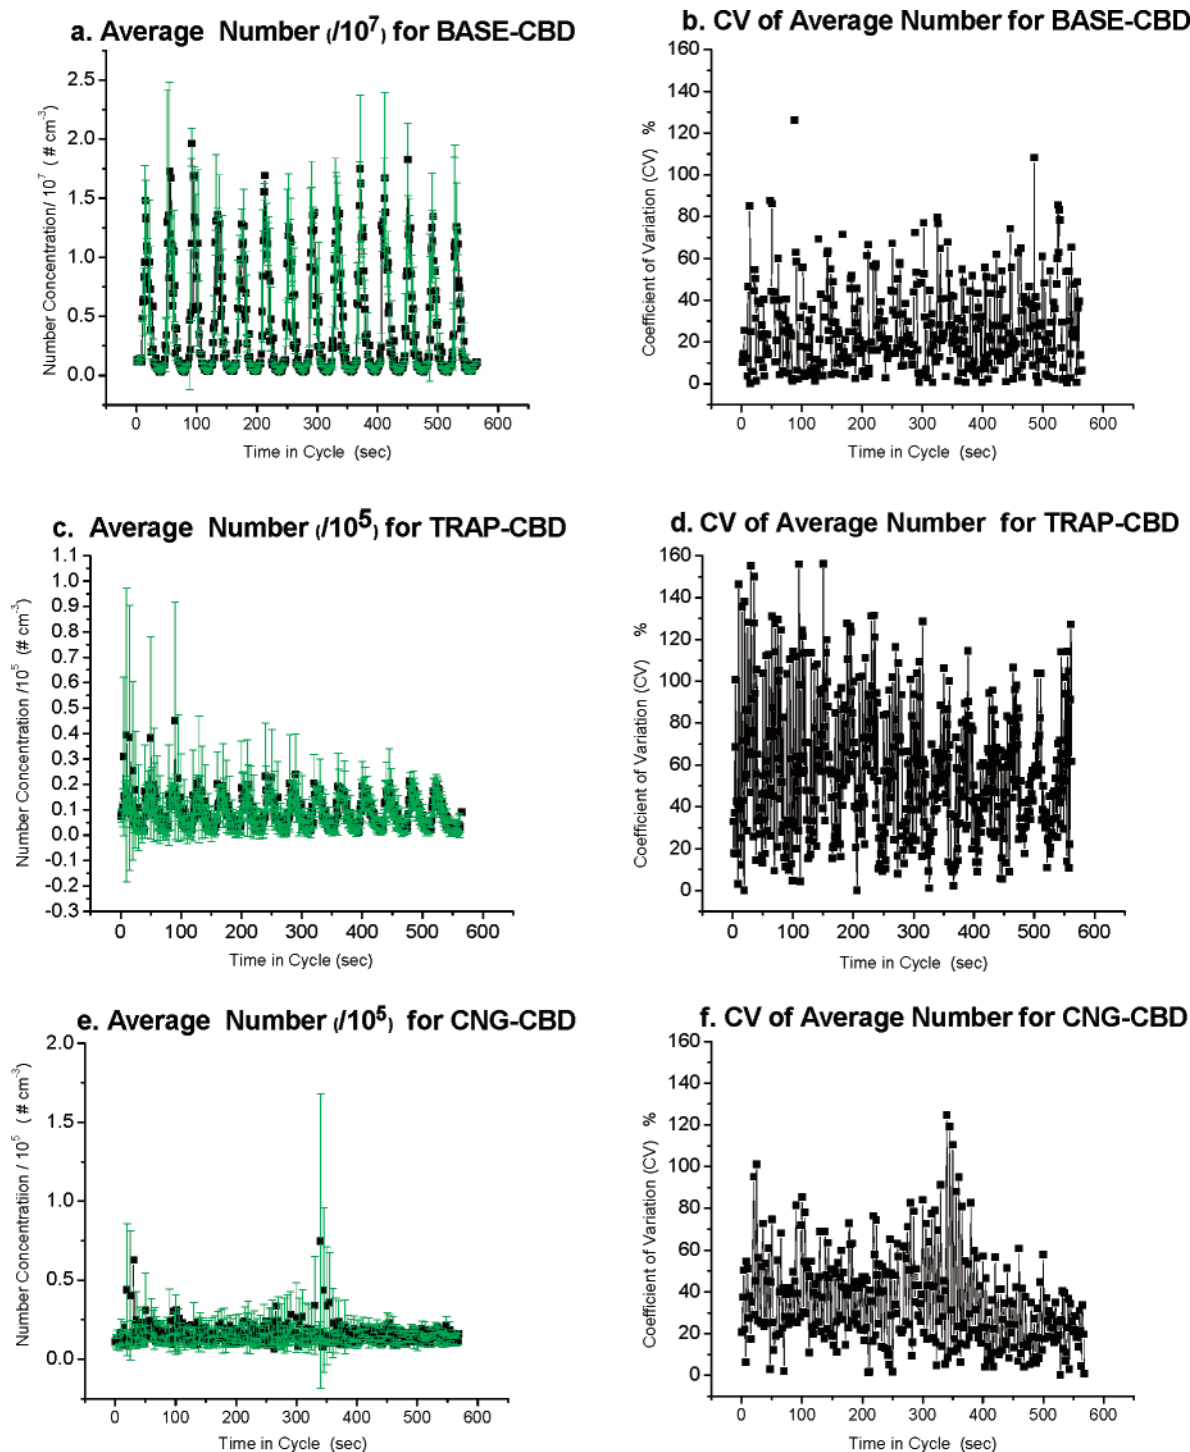 a. Average Number (/10⁷) for BASE-CBD
2.5
2.0
1.5
1.0
0.5
0.0
Number Concentration/ 10⁷ ( # cm⁻³)
0 100 200 300 400 500 600
Time in Cycle (sec)
b. CV of Average Number for BASE-CBD
160
140
120
100
80
60
40
20
0
Coefficient of Variation (CV) %
0 100 200 300 400 500 600
Time in Cycle (sec)
c. Average Number (/10⁵) for TRAP-CBD
1.1
1.0
0.9
0.8
0.7
0.6
0.5
0.4
0.3
0.2
0.1
0.0
-0.1
-0.2
-0.3
Number Concentration /10⁵ (# cm⁻³)
0 100 200 300 400 500 600
Time in Cycle (sec)
d. CV of Average Number for TRAP-CBD
160
140
120
100
80
60
40
20
0
Coefficient of Variation (CV) %
0 100 200 300 400 500 600
Time in Cycle (sec)
e. Average Number (/10⁵) for CNG-CBD
2.0
1.5
1.0
0.5
0.0
Number Concentratiion / 10⁵ ( # cm⁻³)
0 100 200 300 400 500 600
Time in Cycle (sec)
f. CV of Average Number for CNG-CBD
160
140
120
100
80
60
40
20
0
Coefficient of Variation (CV) %
0 100 200 300 400 500 600
Time in Cycle (sec)